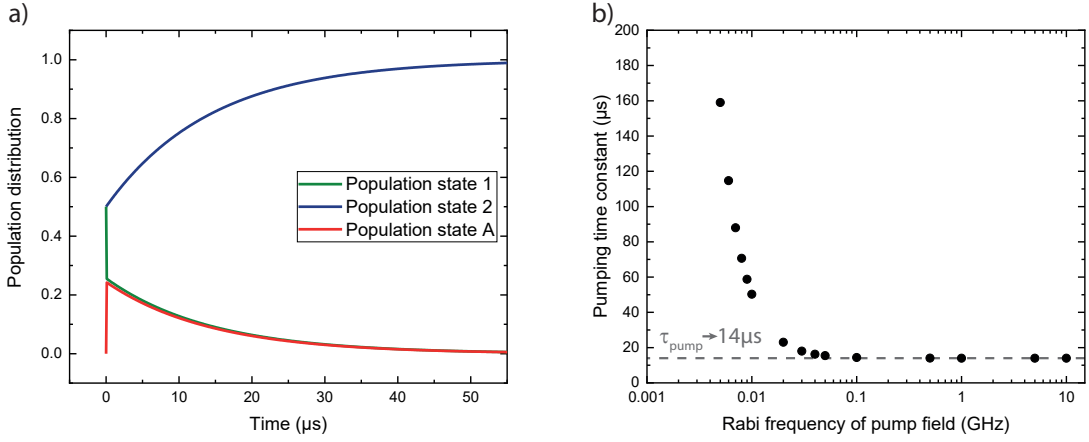 a)
Population distribution
1.0
0.8
0.6
0.4
0.2
0.0
Population state 1
Population state 2
Population state A
0 10 20 30 40 50
Time (μs)
b)
Pumping time constant (μs)
200
180
160
140
120
100
80
60
40
20
0
τpump→14μs
0.001 0.01 0.1 1 10
Rabi frequency of pump field (GHz)